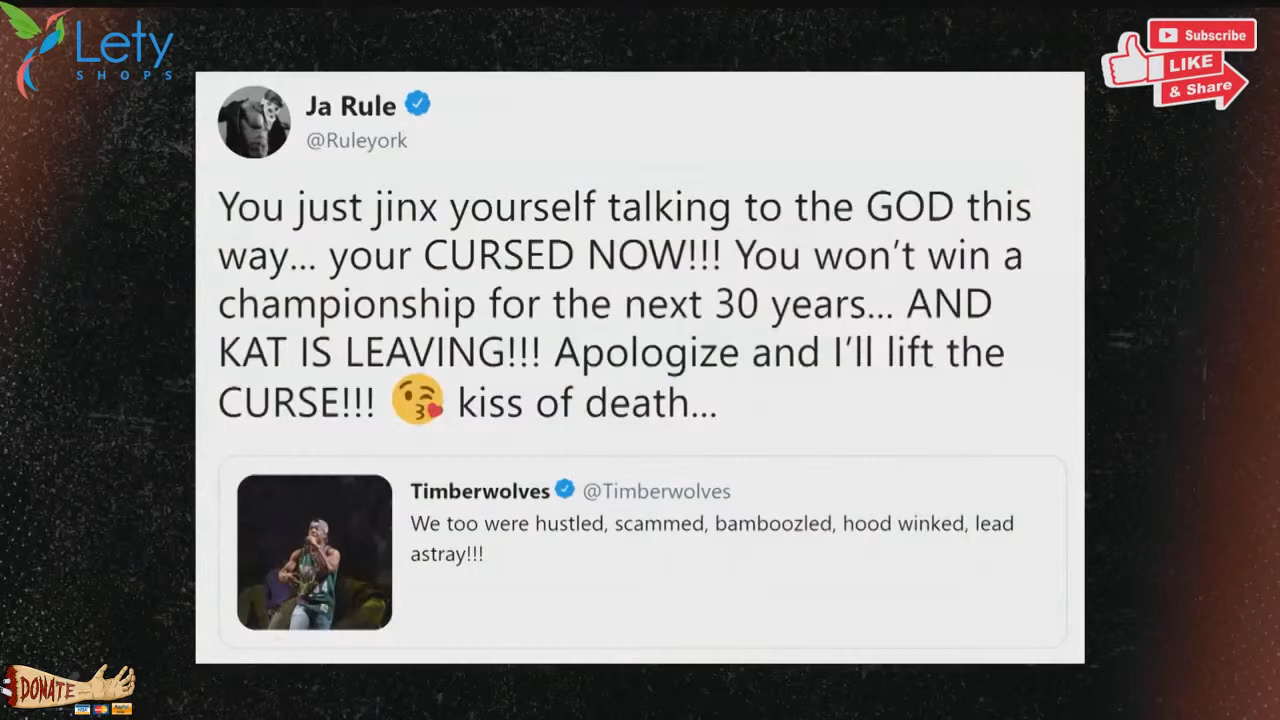 Lety
SHOPS
Subscribe
LIKE
& Share
Ja Rule
@Ruleyork
You just jinx yourself talking to the GOD this
way... your CURSED NOW!!! You won’t win a
championship for the next 30 years... AND
KAT IS LEAVING!!! Apologize and I’ll lift the
CURSE!!! 😘 kiss of death...
Timberwolves @Timberwolves
We too were hustled, scammed, bamboozled, hood winked, lead
astray!!!
DONATE
VISA PayPal